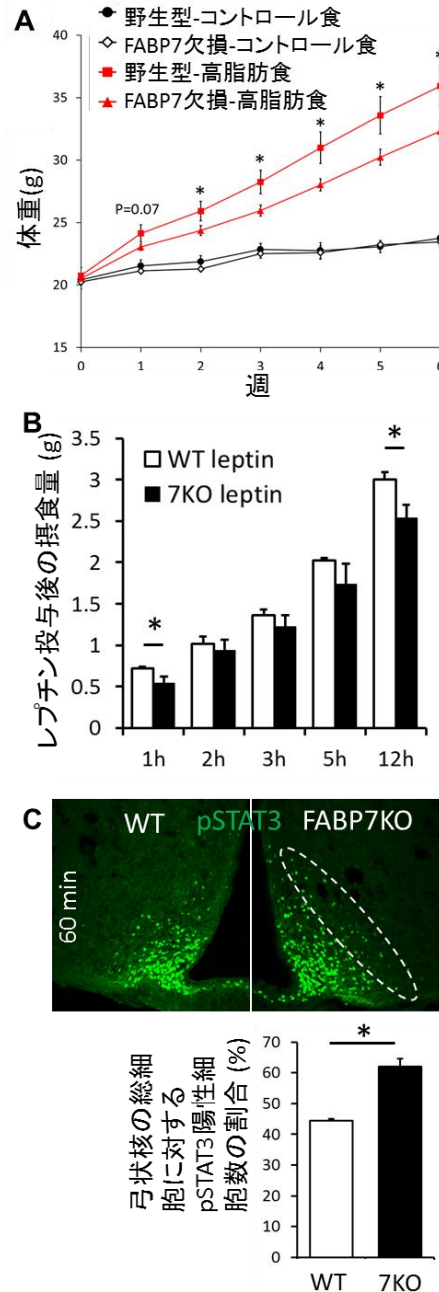 A
野生型-コントロール食
FABP7欠損-コントロール食
野生型-高脂肪食
FABP7欠損-高脂肪食
体重(g)
40
35
30
25
20
15
P=0.07
*
*
*
*
*
0
1
2
3
4
5
6
週
B
レプチン投与後の摂食量 (g)
3.5
3
2.5
2
1.5
1
0.5
0
WT leptin
7KO leptin
*
*
1h
2h
3h
5h
12h
C
WT pSTAT3 FABP7KO
60 min
弓状核の総細
胞に対する
pSTAT3陽性細
胞数の割合 (%)
70
60
50
40
30
20
10
0
*
WT
7KO